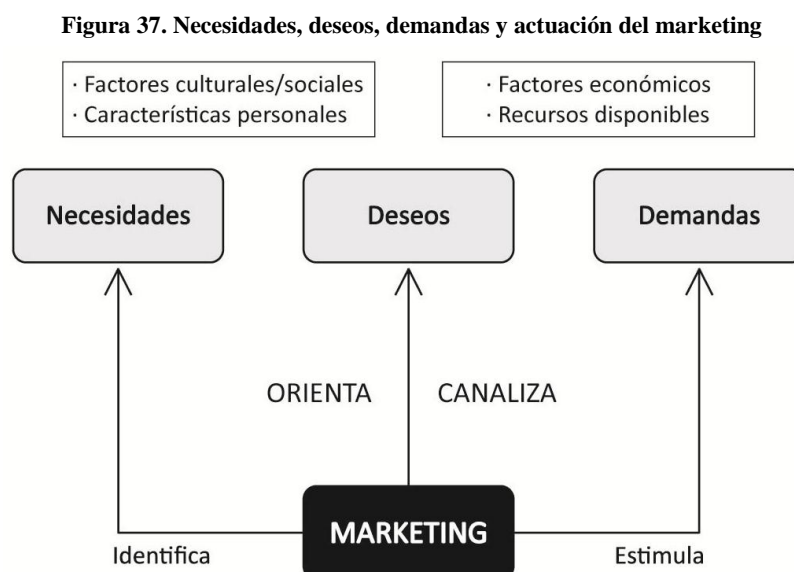 Figura 37. Necesidades, deseos, demandas y actuación del marketing
· Factores culturales/sociales
· Características personales
· Factores económicos
· Recursos disponibles
Necesidades
Deseos
Demandas
ORIENTA
CANALIZA
MARKETING
Identifica
Estimula